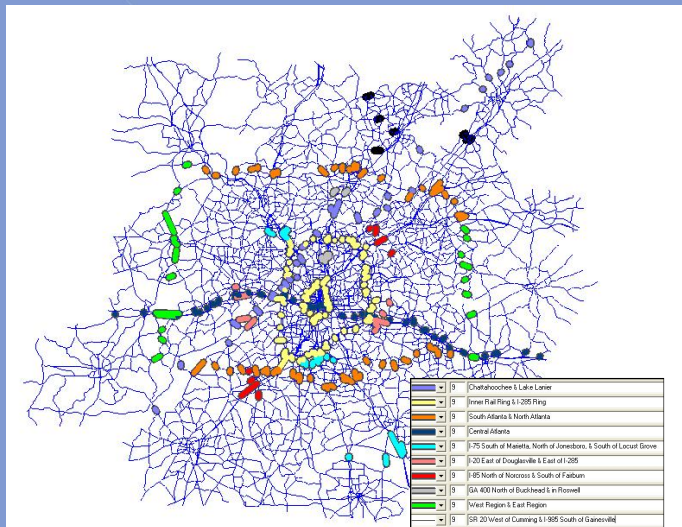 9 Chattahoochee & Lake Lanier
9 Inner Rail Ring & I-285 Ring
9 South Atlanta & North Atlanta
9 Central Atlanta
9 I-75 South of Marietta, North of Jonesboro, & South of Locust Grove
9 I-20 East of Douglasville & East of I-285
9 I-85 North of Norcross & South of Fairburn
9 GA 400 North of Buckhead & in Roswell
9 West Region & East Region
9 SR 20 West of Cumming & I-985 South of Gainesville